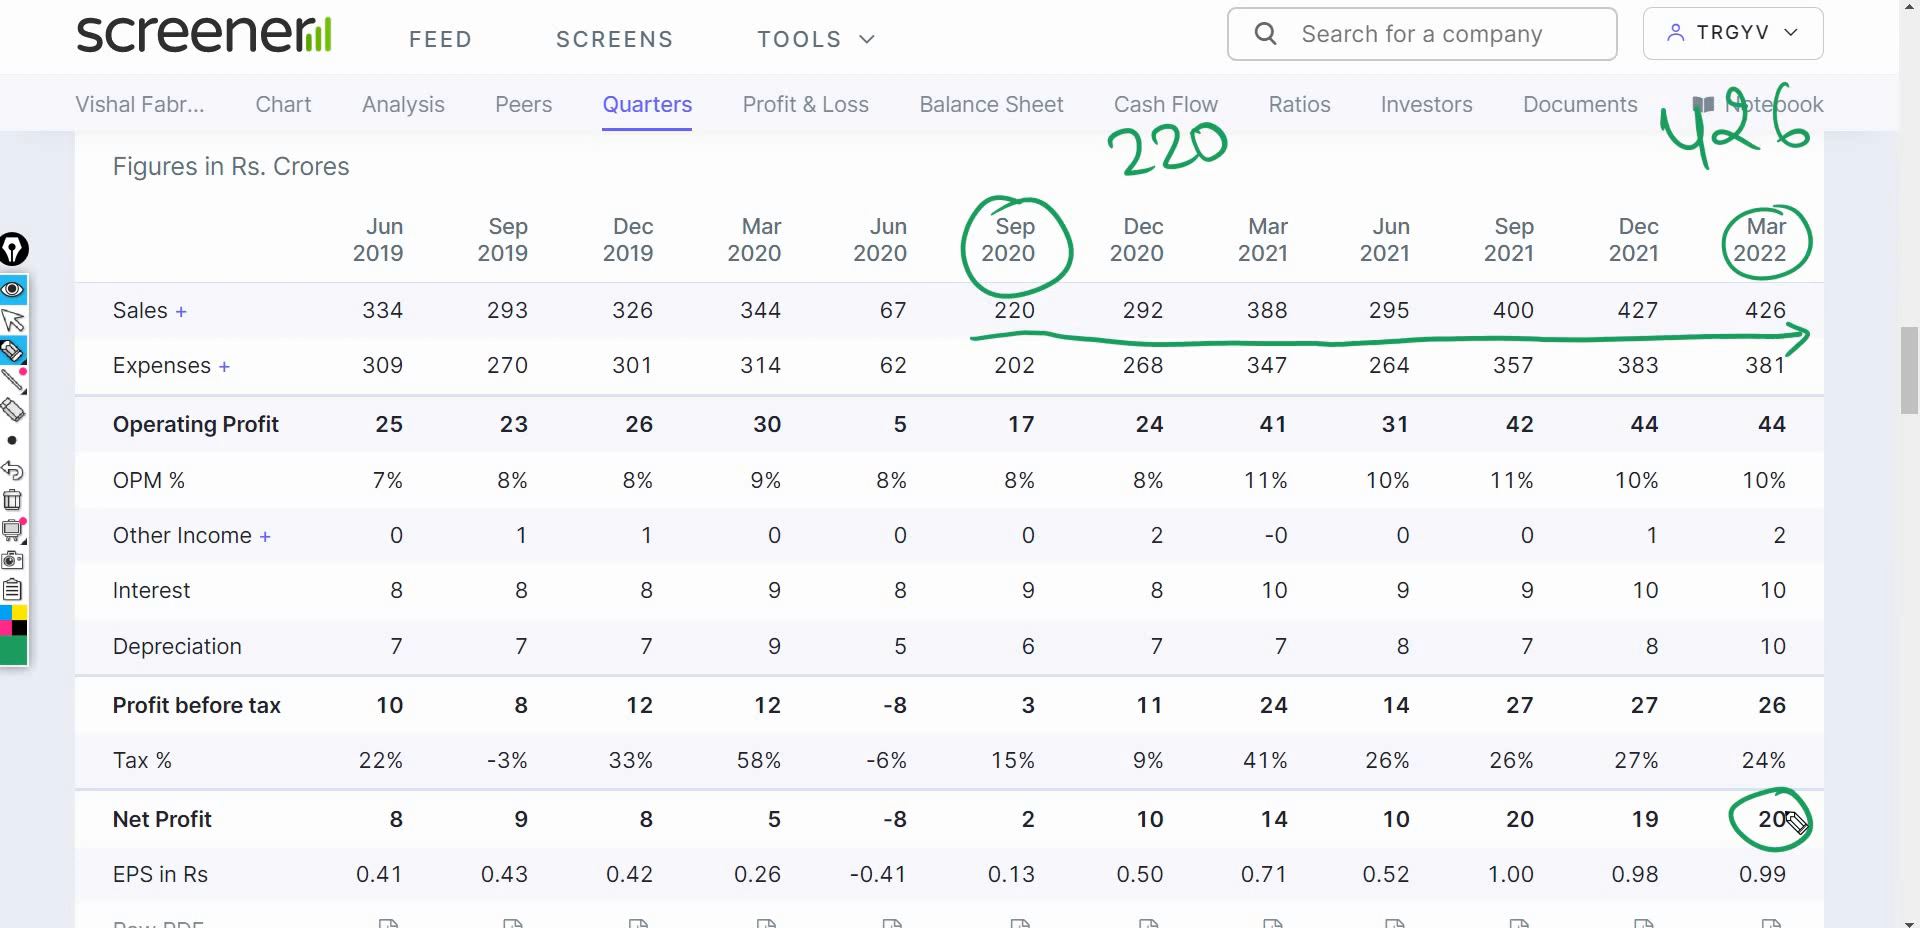 screener FEED SCREENS TOOLS Search for a company TRGYV
Vishal Fabr... Chart Analysis Peers Quarters Profit & Loss Balance Sheet Cash Flow Ratios Investors Documents Notebook
220 426
Figures in Rs. Crores
Jun 2019 Sep 2019 Dec 2019 Mar 2020 Jun 2020 Sep 2020 Dec 2020 Mar 2021 Jun 2021 Sep 2021 Dec 2021 Mar 2022
Sales + 334 293 326 344 67 220 292 388 295 400 427 426
Expenses + 309 270 301 314 62 202 268 347 264 357 383 381
Operating Profit 25 23 26 30 5 17 24 41 31 42 44 44
OPM % 7% 8% 8% 9% 8% 8% 8% 11% 10% 11% 10% 10%
Other Income + 0 1 1 0 0 0 2 -0 0 0 1 2
Interest 8 8 8 9 8 9 8 10 9 9 10 10
Depreciation 7 7 7 9 5 6 7 7 8 7 8 10
Profit before tax 10 8 12 12 -8 3 11 24 14 27 27 26
Tax % 22% -3% 33% 58% -6% 15% 9% 41% 26% 26% 27% 24%
Net Profit 8 9 8 5 -8 2 10 14 10 20 19 20
EPS in Rs 0.41 0.43 0.42 0.26 -0.41 0.13 0.50 0.71 0.52 1.00 0.98 0.99
Raw PDF